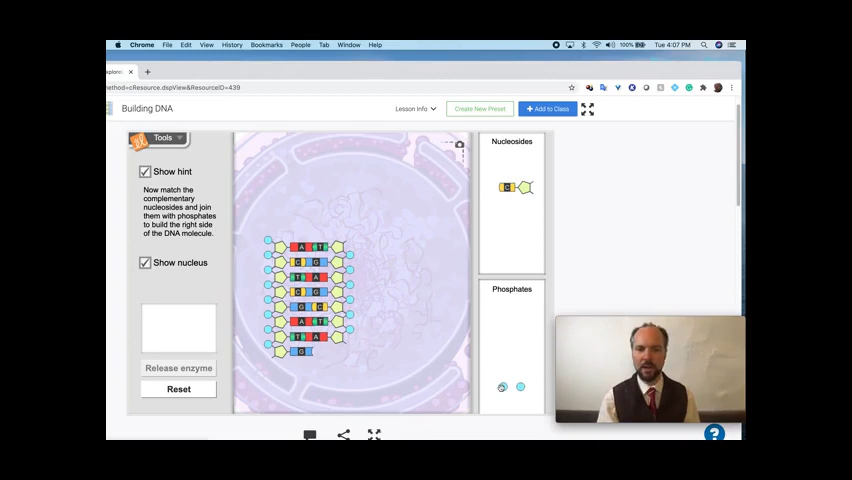 Chrome File Edit View History Bookmarks People Tab Window Help
100% Tue 4:07 PM
method=cResource.dspView&ResourceID=439
Building DNA
Lesson Info
Create New Preset
+ Add to Class
Tools
Show hint
Now match the
complementary
nucleosides and join
them with phosphates
to build the right side
of the DNA molecule.
Show nucleus
Release enzyme
Reset
A T
C G
T A
C G
G C
A T
T A
G
Nucleosides
C
Phosphates
?